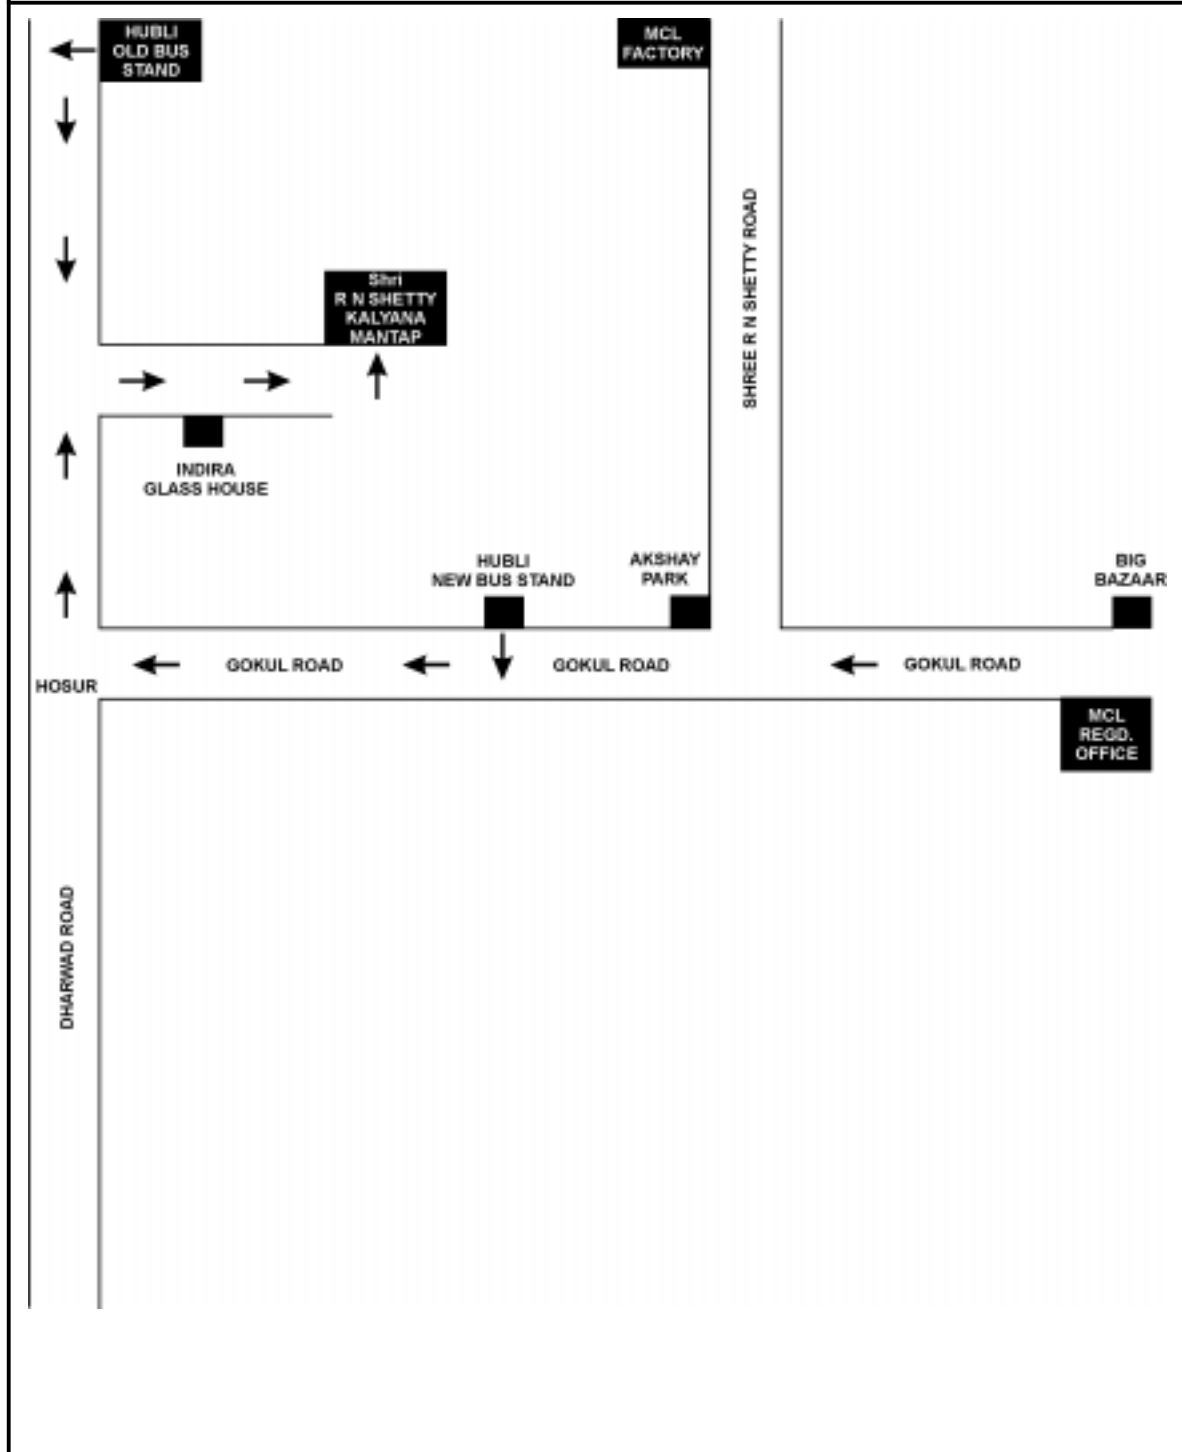 HUBLI
OLD BUS
STAND
MCL
FACTORY
SHREE R N SHETTY ROAD
Shri
R N SHETTY
KALYANA
MANTAP
INDIRA
GLASS HOUSE
HUBLI
NEW BUS STAND
AKSHAY
PARK
BIG
BAZAAR
GOKUL ROAD
GOKUL ROAD
GOKUL ROAD
HOSUR
MCL
REGD.
OFFICE
DHARWAD ROAD